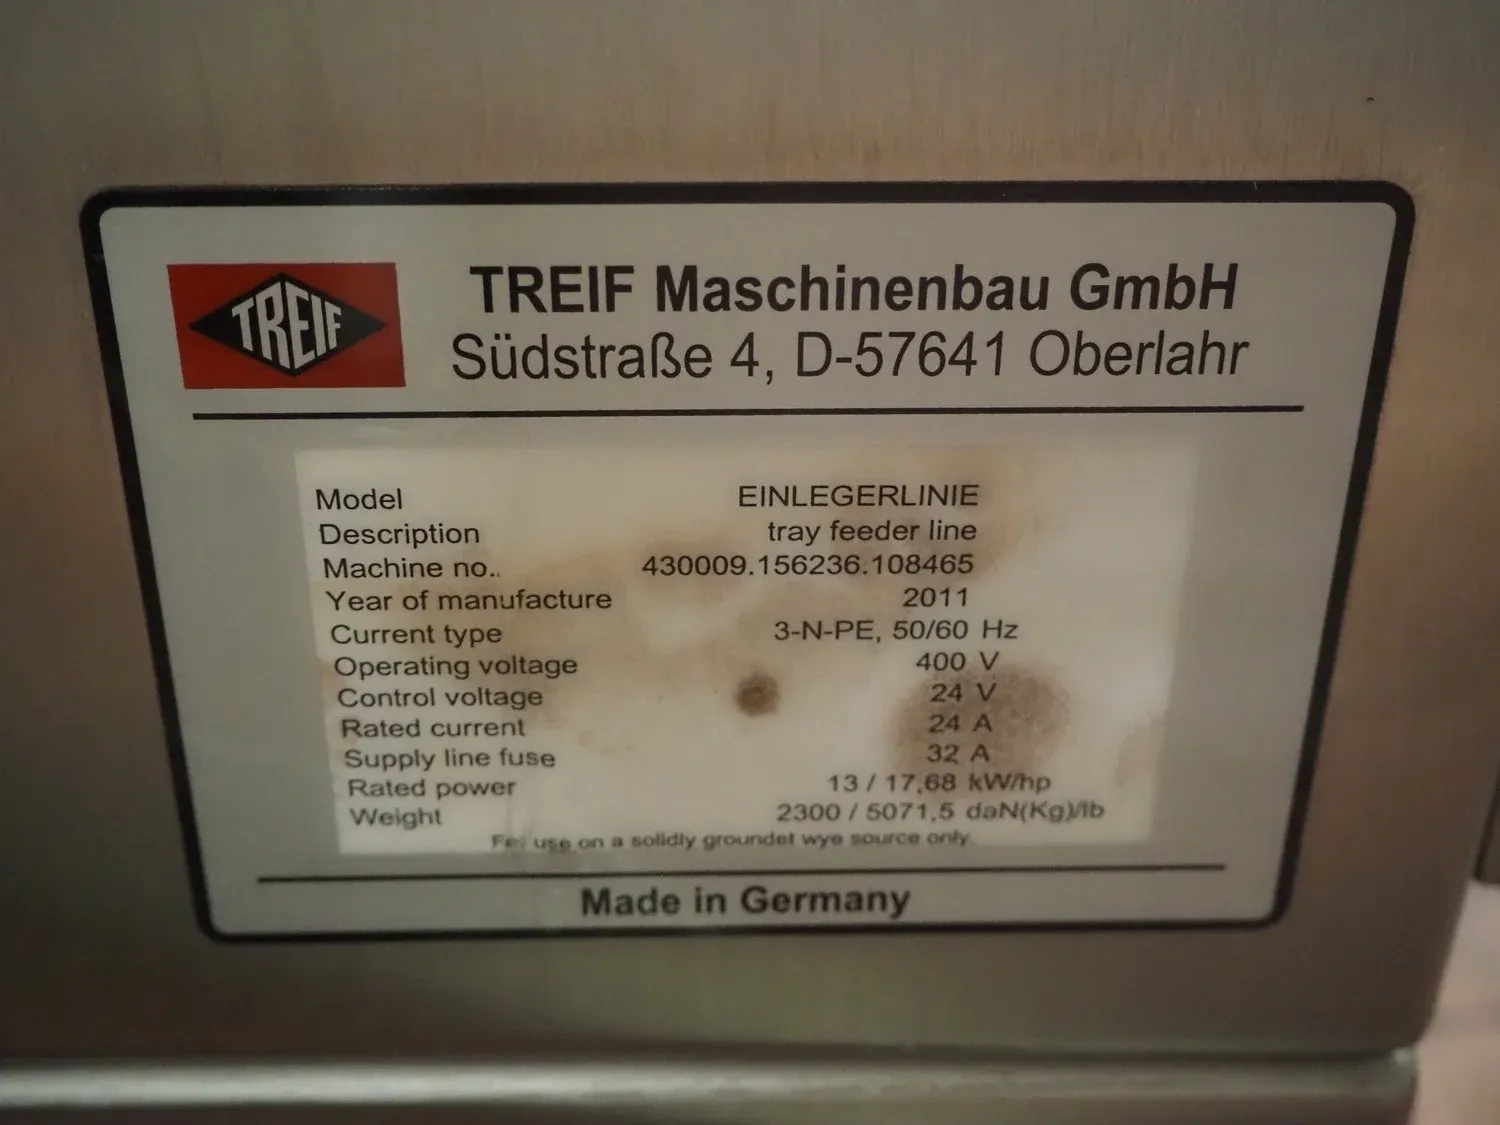 TREIF
TREIF Maschinenbau GmbH
Südstraße 4, D-57641 Oberlahr
Model EINLEGERLINIE
Description tray feeder line
Machine no.. 430009.156236.108465
Year of manufacture 2011
Current type 3-N-PE, 50/60 Hz
Operating voltage 400 V
Control voltage 24 V
Rated current 24 A
Supply line fuse 32 A
Rated power 13 / 17,68 kW/hp
Weight 2300 / 5071,5 daN(Kg)/lb
use on a solidly groundet wye source only
Made in Germany